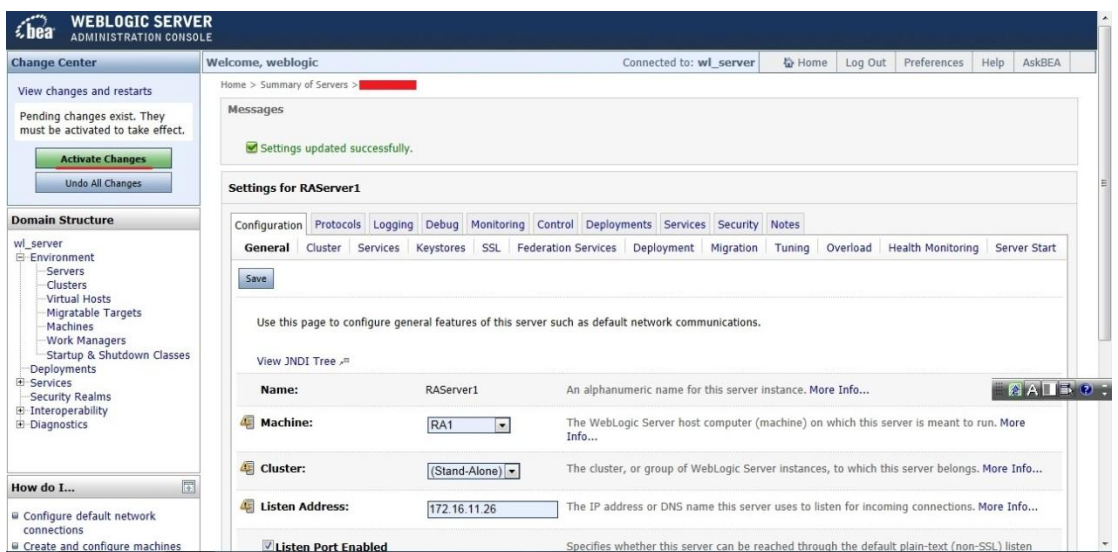 bea
WEBLOGIC SERVER
ADMINISTRATION CONSOLE
Change Center
View changes and restarts
Pending changes exist. They
must be activated to take effect.
Activate Changes
Undo All Changes
Domain Structure
wl_server
Environment
Servers
Clusters
Virtual Hosts
Migratable Targets
Machines
Work Managers
Startup & Shutdown Classes
Deployments
Services
Security Realms
Interoperability
Diagnostics
How do I...
Configure default network
connections
Create and configure machines
Welcome, weblogic
Connected to: wl_server
Home
Log Out
Preferences
Help
AskBEA
Home > Summary of Servers >
Messages
Settings updated successfully.
Settings for RAServer1
Configuration Protocols Logging Debug Monitoring Control Deployments Services Security Notes
General Cluster Services Keystores SSL Federation Services Deployment Migration Tuning Overload Health Monitoring Server Start
Save
Use this page to configure general features of this server such as default network communications.
View JNDI Tree
Name: RAServer1 An alphanumeric name for this server instance. More Info...
Machine: RA1 The WebLogic Server host computer (machine) on which this server is meant to run. More
Info...
Cluster: (Stand-Alone) The cluster, or group of WebLogic Server instances, to which this server belongs. More Info...
Listen Address: 172.16.11.26 The IP address or DNS name this server uses to listen for incoming connections. More Info...
Listen Port Enabled Specifies whether this server can be reached through the default plain-text (non-SSL) listen
A